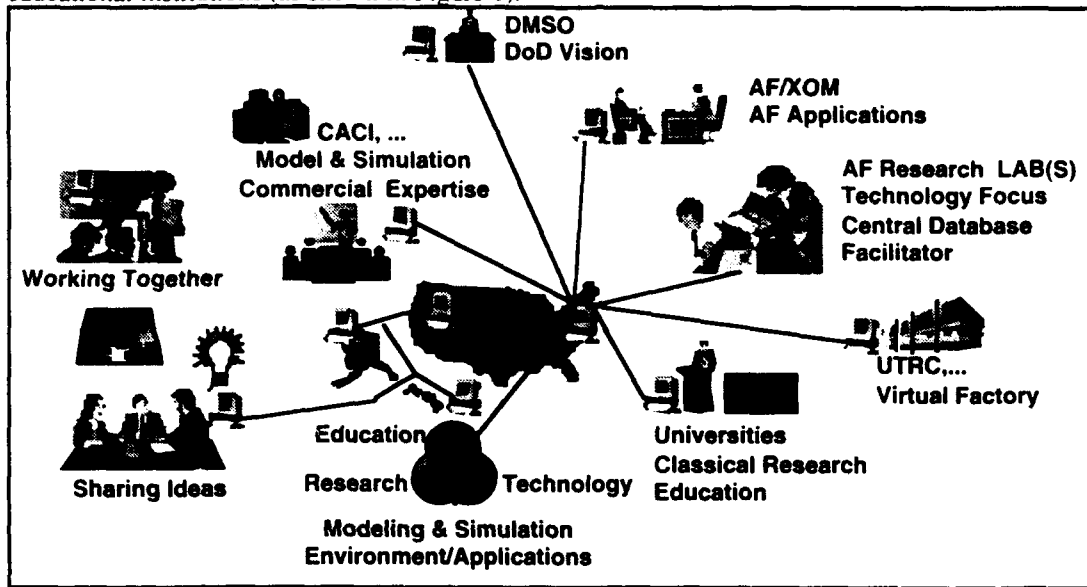 DMSO
DoD Vision
AF/XOM
AF Applications
CACI, ...
Model & Simulation
Commercial Expertise
AF Research LAB(S)
Technology Focus
Central Database
Facilitator
Working Together
UTRC,...
Virtual Factory
Education
Research
Technology
Universities
Classical Research
Education
Sharing Ideas
Modeling & Simulation
Environment/Applications